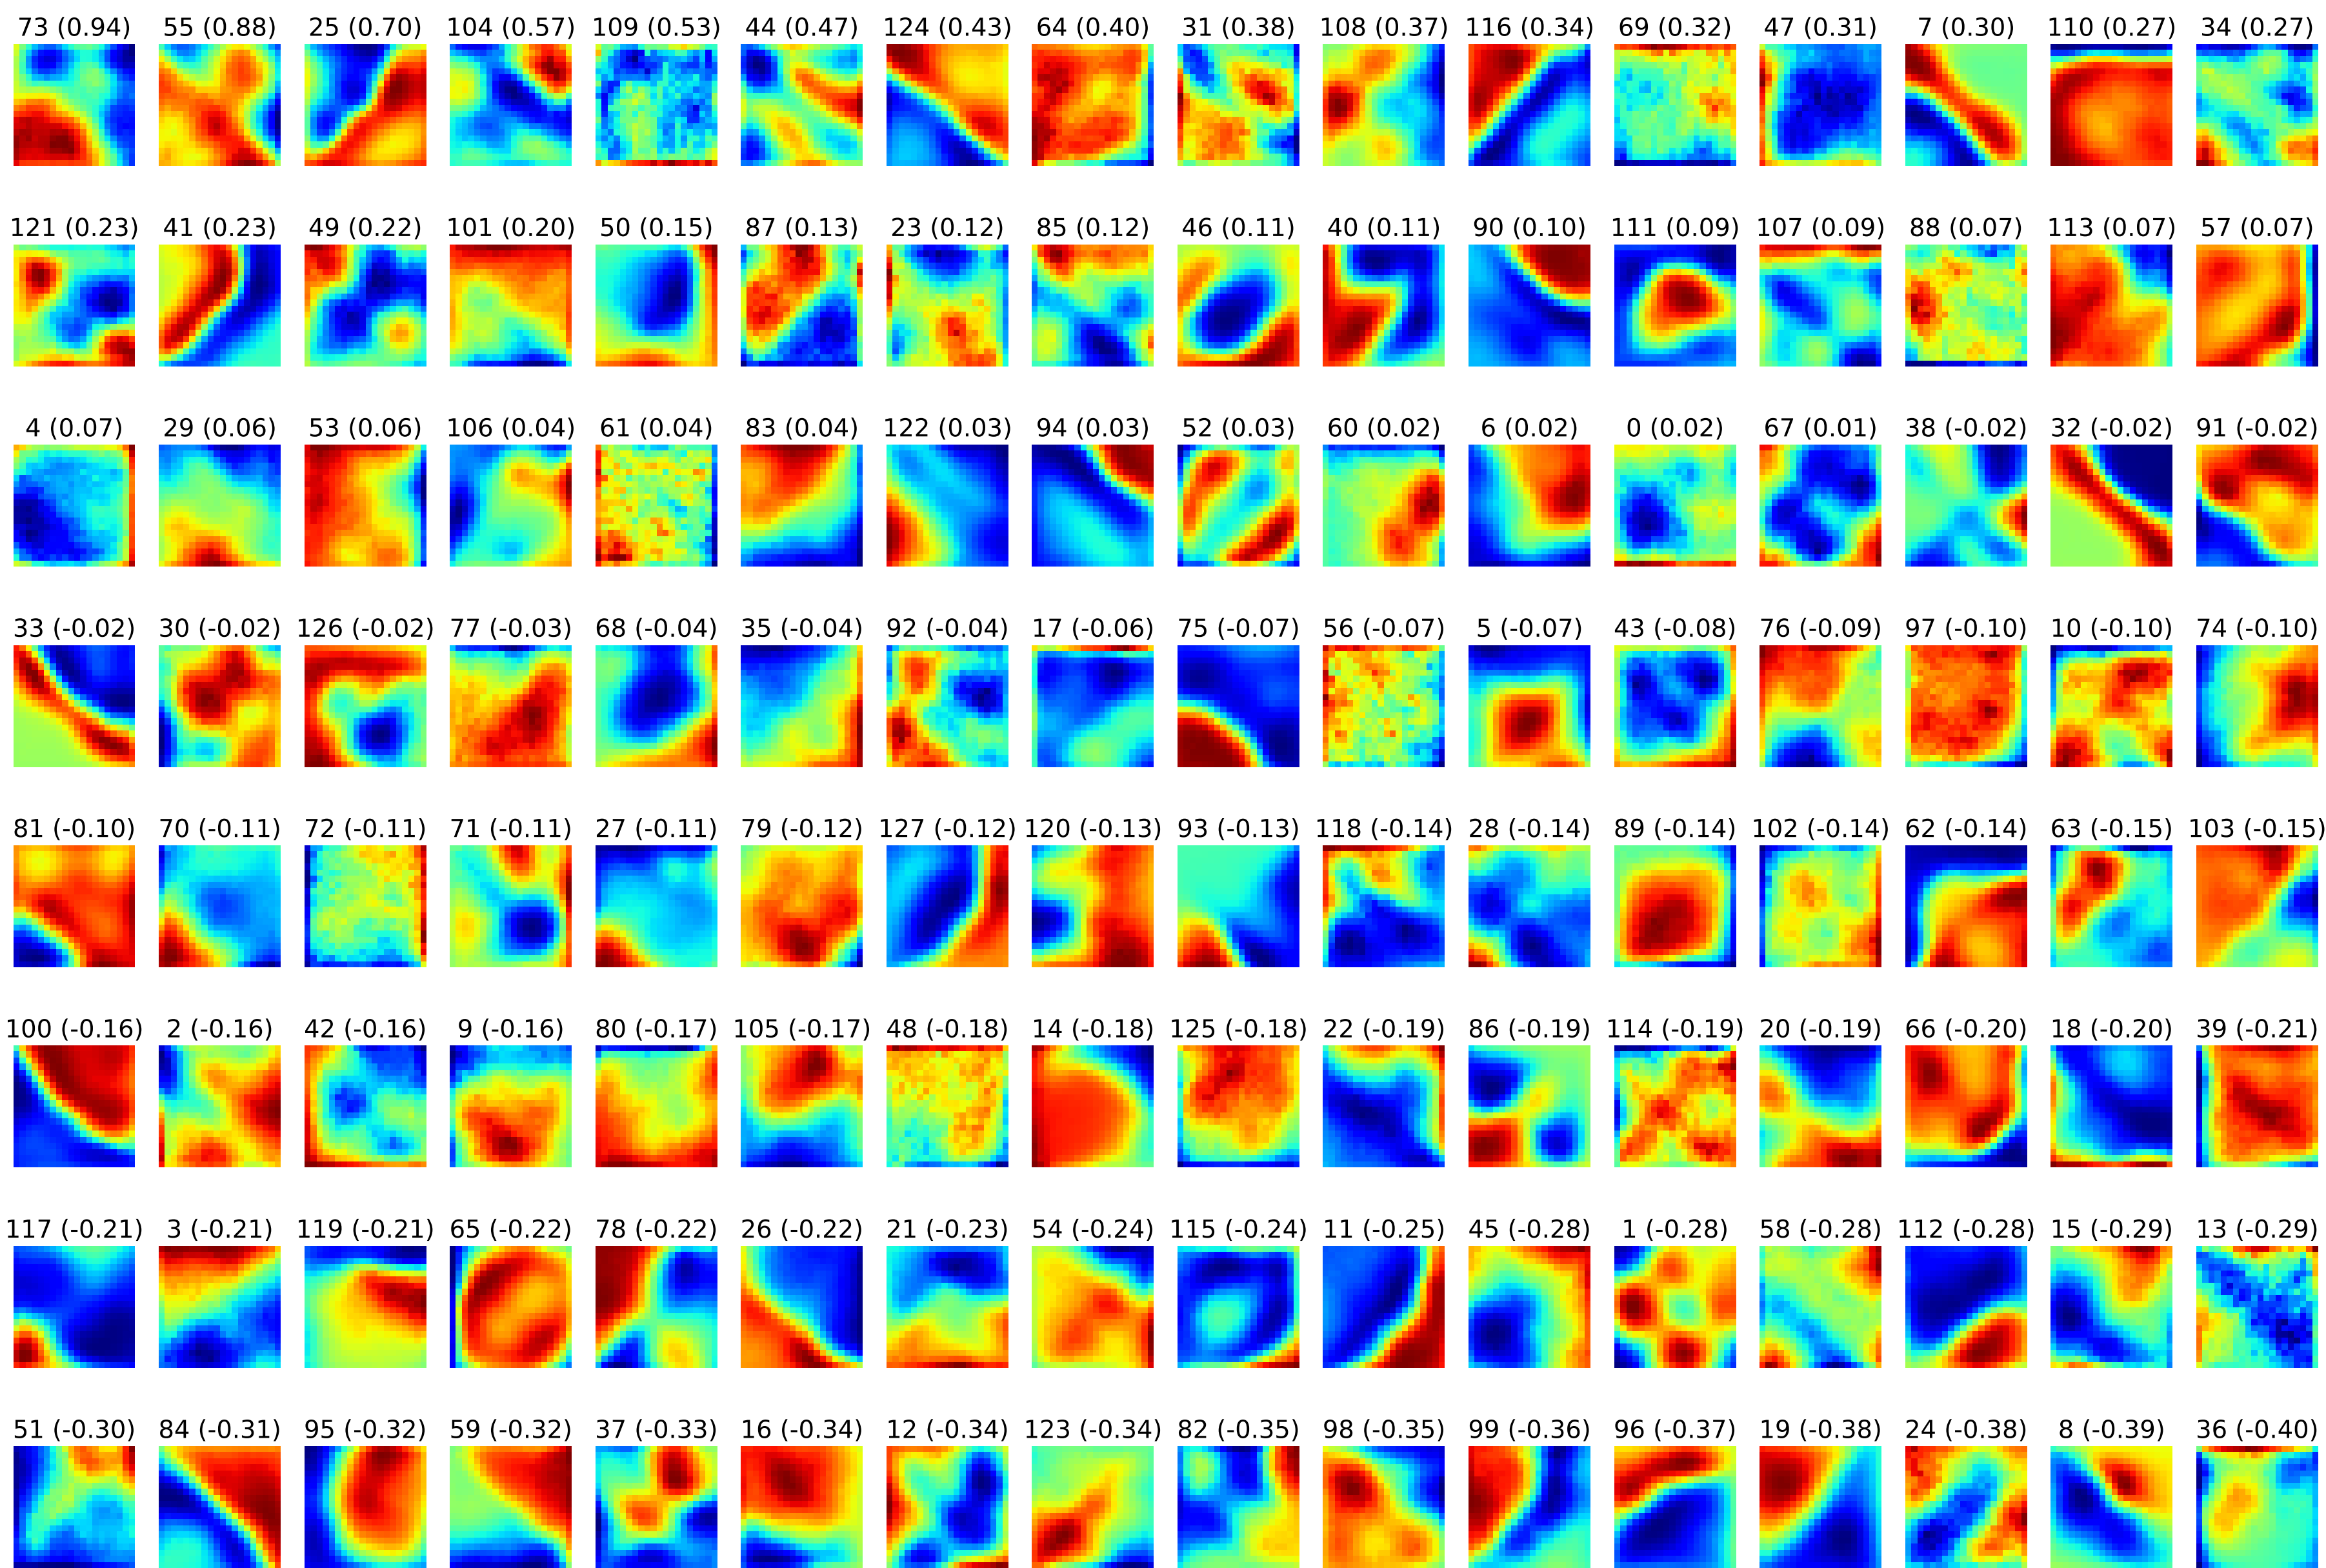 73 (0.94) 55 (0.88) 25 (0.70) 104 (0.57) 109 (0.53) 44 (0.47) 124 (0.43) 64 (0.40) 31 (0.38) 108 (0.37) 116 (0.34) 69 (0.32) 47 (0.31) 7 (0.30) 110 (0.27) 34 (0.27)
121 (0.23) 41 (0.23) 49 (0.22) 101 (0.20) 50 (0.15) 87 (0.13) 23 (0.12) 85 (0.12) 46 (0.11) 40 (0.11) 90 (0.10) 111 (0.09) 107 (0.09) 88 (0.07) 113 (0.07) 57 (0.07)
4 (0.07) 29 (0.06) 53 (0.06) 106 (0.04) 61 (0.04) 83 (0.04) 122 (0.03) 94 (0.03) 52 (0.03) 60 (0.02) 6 (0.02) 0 (0.02) 67 (0.01) 38 (-0.02) 32 (-0.02) 91 (-0.02)
33 (-0.02) 30 (-0.02) 126 (-0.02) 77 (-0.03) 68 (-0.04) 35 (-0.04) 92 (-0.04) 17 (-0.06) 75 (-0.07) 56 (-0.07) 5 (-0.07) 43 (-0.08) 76 (-0.09) 97 (-0.10) 10 (-0.10) 74 (-0.10)
81 (-0.10) 70 (-0.11) 72 (-0.11) 71 (-0.11) 27 (-0.11) 79 (-0.12) 127 (-0.12) 120 (-0.13) 93 (-0.13) 118 (-0.14) 28 (-0.14) 89 (-0.14) 102 (-0.14) 62 (-0.14) 63 (-0.15) 103 (-0.15)
100 (-0.16) 2 (-0.16) 42 (-0.16) 9 (-0.16) 80 (-0.17) 105 (-0.17) 48 (-0.18) 14 (-0.18) 125 (-0.18) 22 (-0.19) 86 (-0.19) 114 (-0.19) 20 (-0.19) 66 (-0.20) 18 (-0.20) 39 (-0.21)
117 (-0.21) 3 (-0.21) 119 (-0.21) 65 (-0.22) 78 (-0.22) 26 (-0.22) 21 (-0.23) 54 (-0.24) 115 (-0.24) 11 (-0.25) 45 (-0.28) 1 (-0.28) 58 (-0.28) 112 (-0.28) 15 (-0.29) 13 (-0.29)
51 (-0.30) 84 (-0.31) 95 (-0.32) 59 (-0.32) 37 (-0.33) 16 (-0.34) 12 (-0.34) 123 (-0.34) 82 (-0.35) 98 (-0.35) 99 (-0.36) 96 (-0.37) 19 (-0.38) 24 (-0.38) 8 (-0.39) 36 (-0.40)